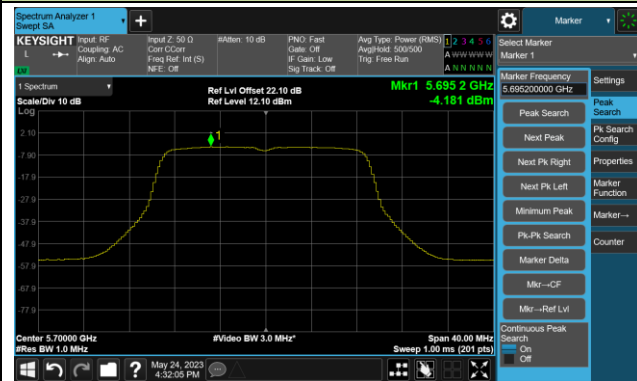 Spectrum Analyzer 1
Swept SA
Marker
KEYSIGHT
L
Input: RF
Coupling: AC
Align: Auto
Input Z: 50 Ω
Corr CCorr
Freq Ref: Int (S)
NFE: Off
#Atten: 10 dB
PNO: Fast
Gate: Off
IF Gain: Low
Sig Track: Off
Avg Type: Power (RMS)
Avg|Hold: 500/500
Trig: Free Run
1 2 3 4 5 6
A W W W W W
A N N N N N
Select Marker
Marker 1
1 Spectrum
Scale/Div 10 dB
Log
Ref Lvl Offset 22.10 dB
Ref Level 12.10 dBm
Mkr1 5.695 2 GHz
-4.181 dBm
1
2.10
-7.90
-17.9
-27.9
-37.9
-47.9
-57.9
-67.9
-77.9
Center 5.70000 GHz
#Res BW 1.0 MHz
#Video BW 3.0 MHz*
Span 40.00 MHz
Sweep 1.00 ms (201 pts)
Marker Frequency
5.695200000 GHz
Peak Search
Next Peak
Next Pk Right
Next Pk Left
Minimum Peak
Pk-Pk Search
Marker Delta
Mkr→CF
Mkr→Ref Lvl
Continuous Peak
Search
On
Off
Settings
Peak
Search
Pk Search
Config
Properties
Marker
Function
Marker→
Counter
May 24, 2023
4:32:05 PM